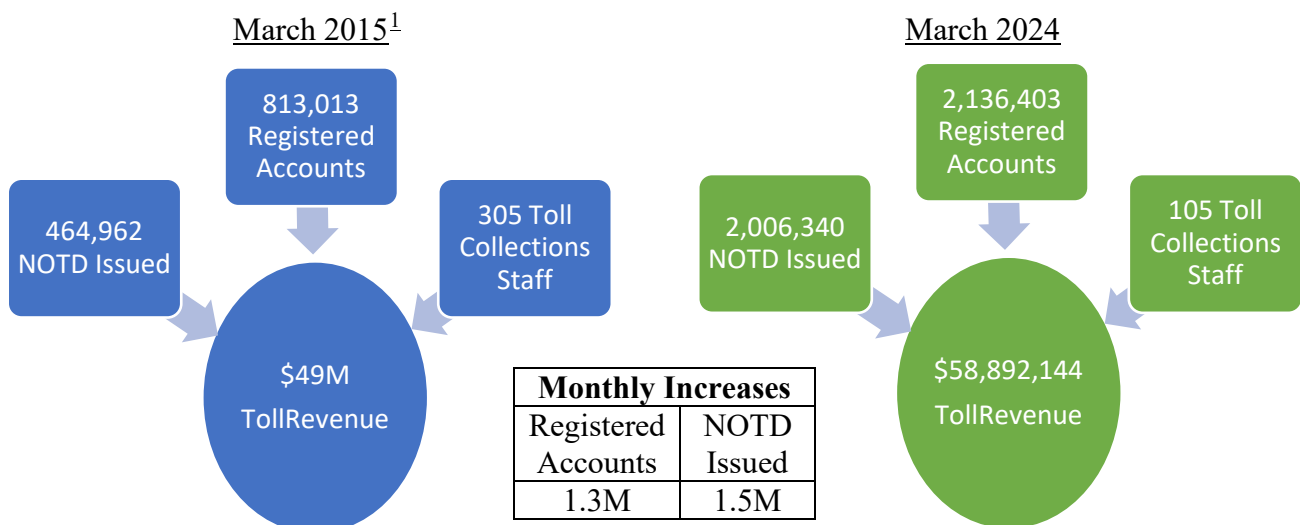 March 2015¹
March 2024
813,013
Registered
Accounts
464,962
NOTD Issued
305 Toll
Collections
Staff
$49M
TollRevenue
2,136,403
Registered
Accounts
2,006,340
NOTD Issued
105 Toll
Collections
Staff
$58,892,144
TollRevenue
Monthly Increases
Registered
Accounts
NOTD
Issued
1.3M
1.5M